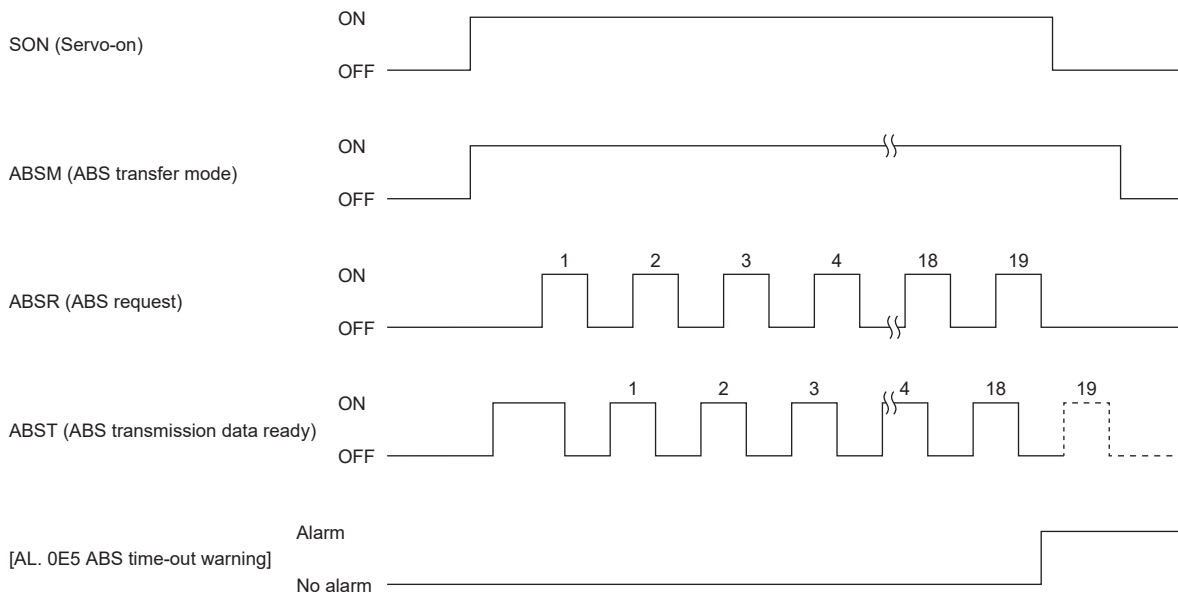 SON (Servo-on)
ON
OFF
ABSM (ABS transfer mode)
ON
OFF
ABSR (ABS request)
ON
OFF
1 2 3 4 18 19
ABST (ABS transmission data ready)
ON
OFF
1 2 3 4 18 19
[AL. 0E5 ABS time-out warning]
Alarm
No alarm